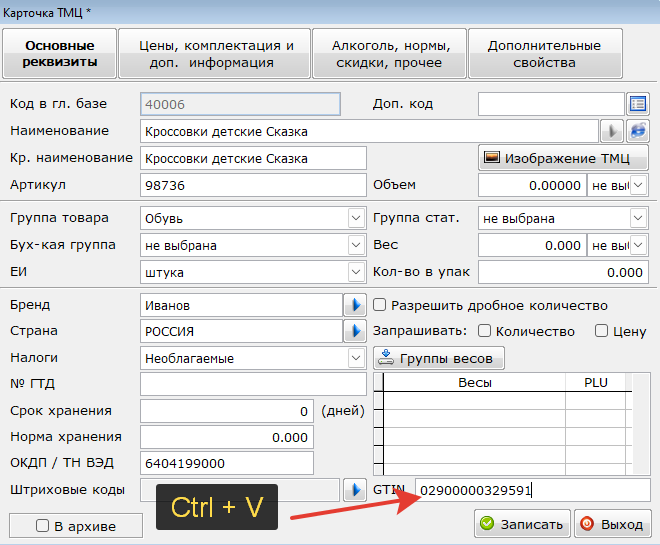 Карточка ТМЦ *
Основные реквизиты
Цены, комплектация и доп. информация
Алкоголь, нормы, скидки, прочее
Дополнительные свойства
Код в гл. базе 40006 Доп. код
Наименование Кроссовки детские Сказка
Кр. наименование Кроссовки детские Сказка Изображение ТМЦ
Артикул 98736 Объем 0.00000 не выб
Группа товара Обувь Группа стат. не выбрана
Бух-кая группа не выбрана Вес 0.000 не выб
ЕИ штука Кол-во в упак 0.000
Бренд Иванов Разрешить дробное количество
Страна РОССИЯ Запрашивать: Количество Цену
Налоги Необлагаемые Группы весов
№ ГТД Весы PLU
Срок хранения 0 (дней)
Норма хранения 0.000
ОКДП / ТН ВЭД 6404199000
Штриховые коды Ctrl + V GTIN 02900000329591
В архиве Записать Выход